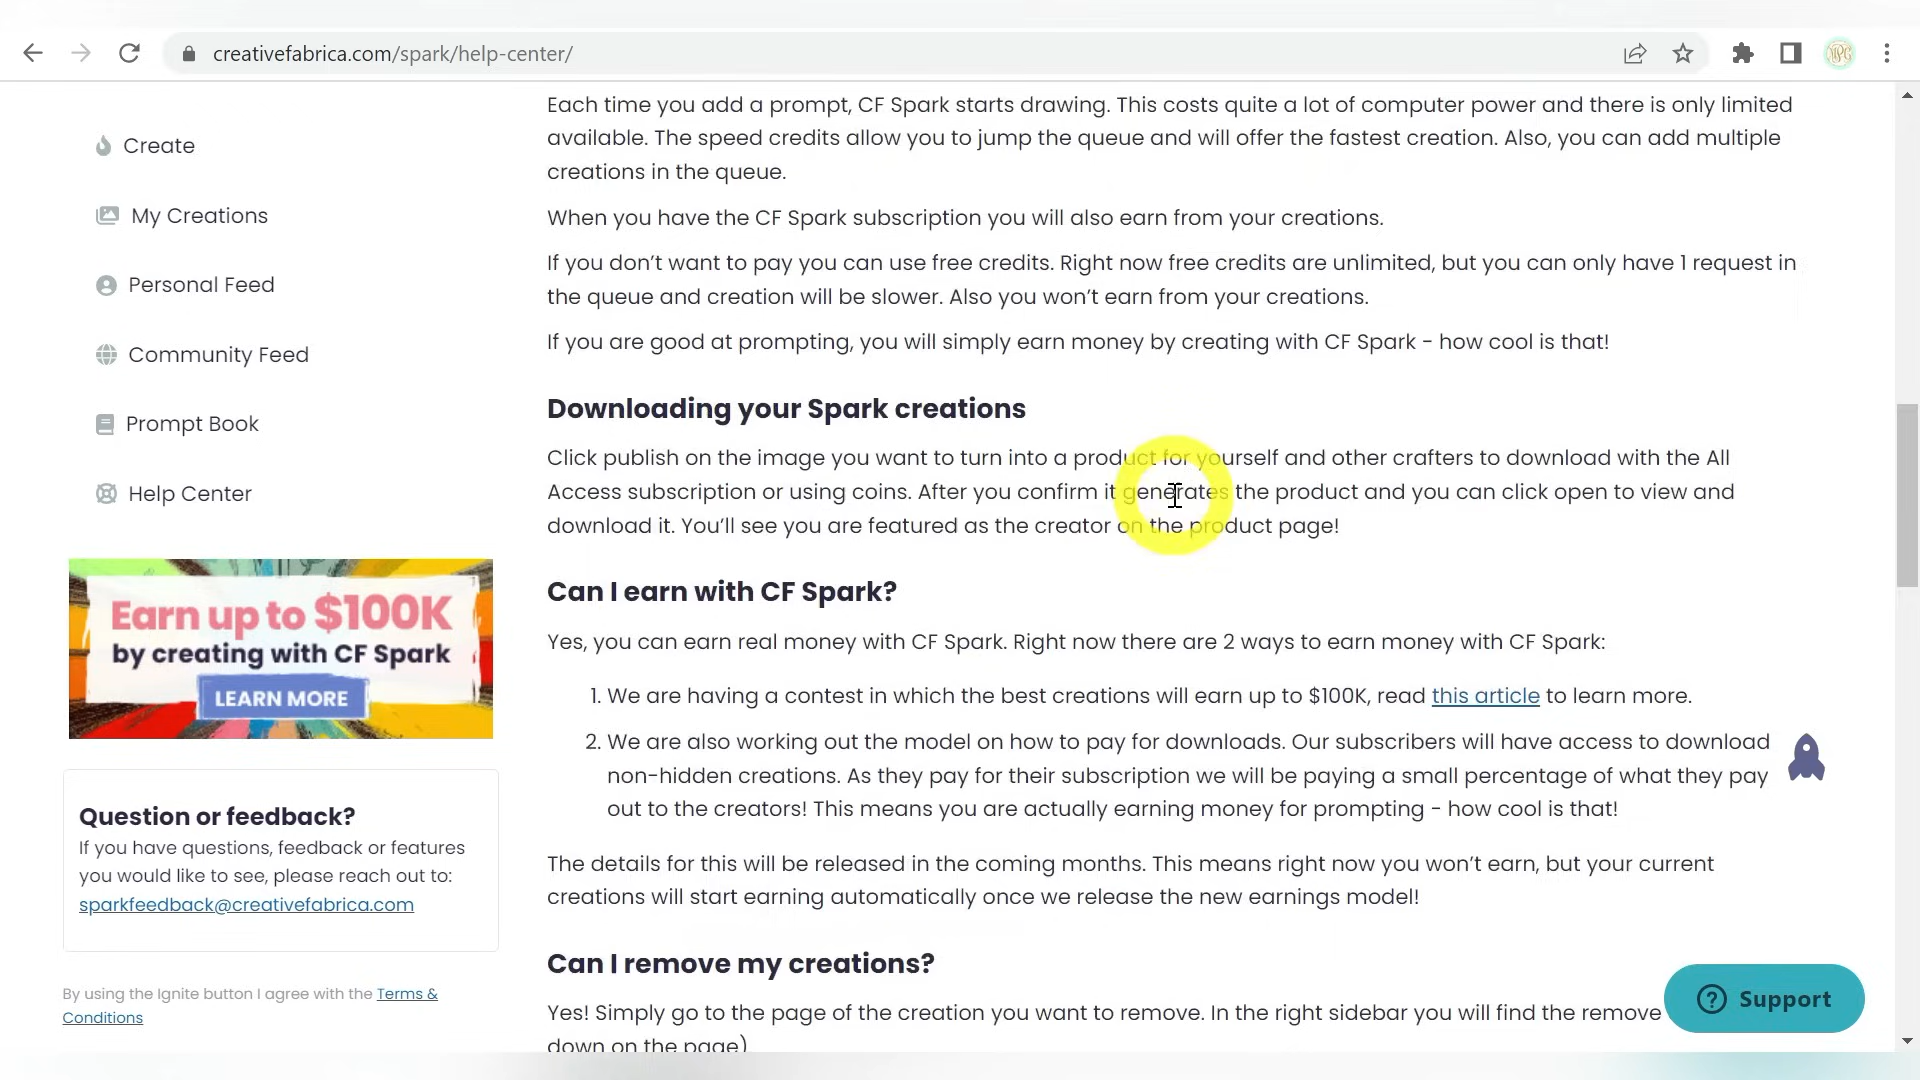 creativefabrica.com/spark/help-center/
Create
My Creations
Personal Feed
Community Feed
Prompt Book
Help Center
Earn up to $100K
by creating with CF Spark
LEARN MORE
Question or feedback?
If you have questions, feedback or features
you would like to see, please reach out to:
sparkfeedback@creativefabrica.com
By using the Ignite button I agree with the Terms &
Conditions
Each time you add a prompt, CF Spark starts drawing. This costs quite a lot of computer power and there is only limited
available. The speed credits allow you to jump the queue and will offer the fastest creation. Also, you can add multiple
creations in the queue.
When you have the CF Spark subscription you will also earn from your creations.
If you don't want to pay you can use free credits. Right now free credits are unlimited, but you can only have 1 request in
the queue and creation will be slower. Also you won't earn from your creations.
If you are good at prompting, you will simply earn money by creating with CF Spark - how cool is that!
Downloading your Spark creations
Click publish on the image you want to turn into a product for yourself and other crafters to download with the All
Access subscription or using coins. After you confirm it generates the product and you can click open to view and
download it. You'll see you are featured as the creator on the product page!
Can I earn with CF Spark?
Yes, you can earn real money with CF Spark. Right now there are 2 ways to earn money with CF Spark:
1. We are having a contest in which the best creations will earn up to $100K, read this article to learn more.
2. We are also working out the model on how to pay for downloads. Our subscribers will have access to download
non-hidden creations. As they pay for their subscription we will be paying a small percentage of what they pay
out to the creators! This means you are actually earning money for prompting - how cool is that!
The details for this will be released in the coming months. This means right now you won't earn, but your current
creations will start earning automatically once we release the new earnings model!
Can I remove my creations?
Yes! Simply go to the page of the creation you want to remove. In the right sidebar you will find the remove
down on the page)
Support